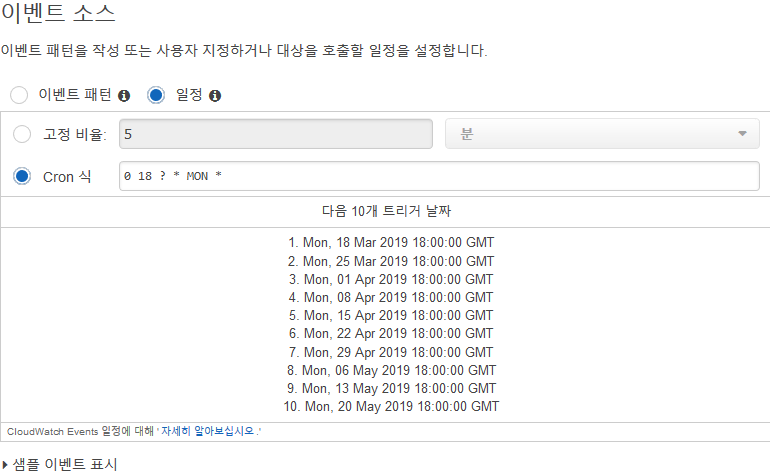 이벤트 소스
이벤트 패턴을 작성 또는 사용자 지정하거나 대상을 호출할 일정을 설정합니다.
이벤트 패턴 일정
고정 비율: 5 분
Cron 식 0 18 ? * MON *
다음 10개 트리거 날짜
1. Mon, 18 Mar 2019 18:00:00 GMT
2. Mon, 25 Mar 2019 18:00:00 GMT
3. Mon, 01 Apr 2019 18:00:00 GMT
4. Mon, 08 Apr 2019 18:00:00 GMT
5. Mon, 15 Apr 2019 18:00:00 GMT
6. Mon, 22 Apr 2019 18:00:00 GMT
7. Mon, 29 Apr 2019 18:00:00 GMT
8. Mon, 06 May 2019 18:00:00 GMT
9. Mon, 13 May 2019 18:00:00 GMT
10. Mon, 20 May 2019 18:00:00 GMT
CloudWatch Events 일정에 대해 ' 자세히 알아보십시오 .'
샘플 이벤트 표시